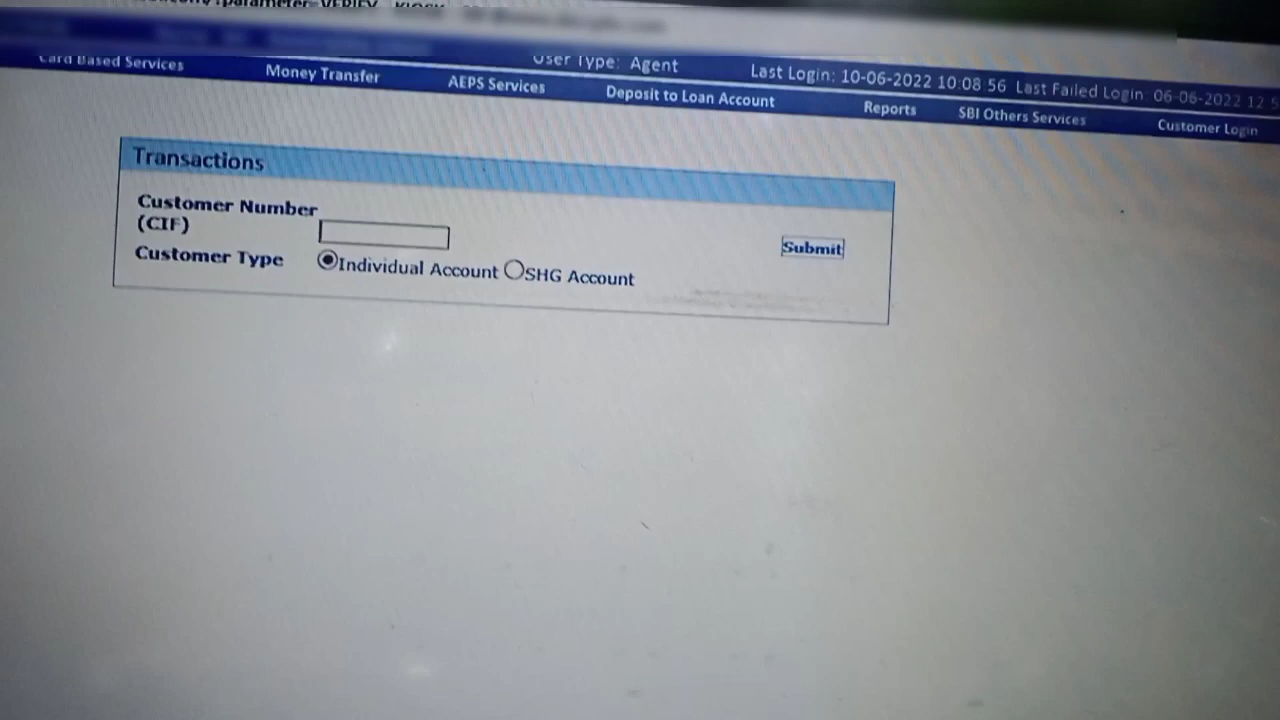 Card Based Services Money Transfer AEPS Services Deposit to Loan Account Reports SBI Others Services Customer Login
User Type: Agent Last Login: 10-06-2022 10:08:56 Last Failed Login: 06-06-2022 12
Transactions
Customer Number
(CIF)
Submit
Customer Type Individual Account SHG Account